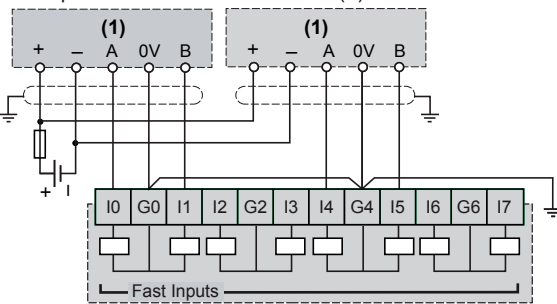 (1)
+ – A 0V B
(1)
+ – A 0V B
+ I
I0 G0 I1 I2 G2 I3 I4 G4 I5 I6 G6 I7
Fast Inputs